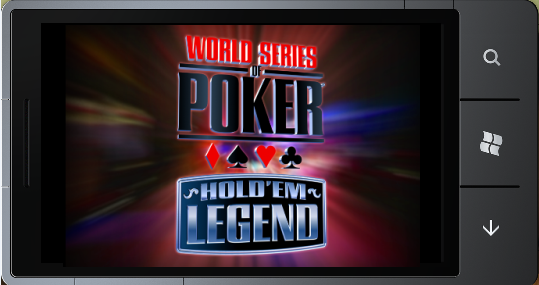 WORLD SERIES
OF
POKER
HOLD'EM
LEGEND